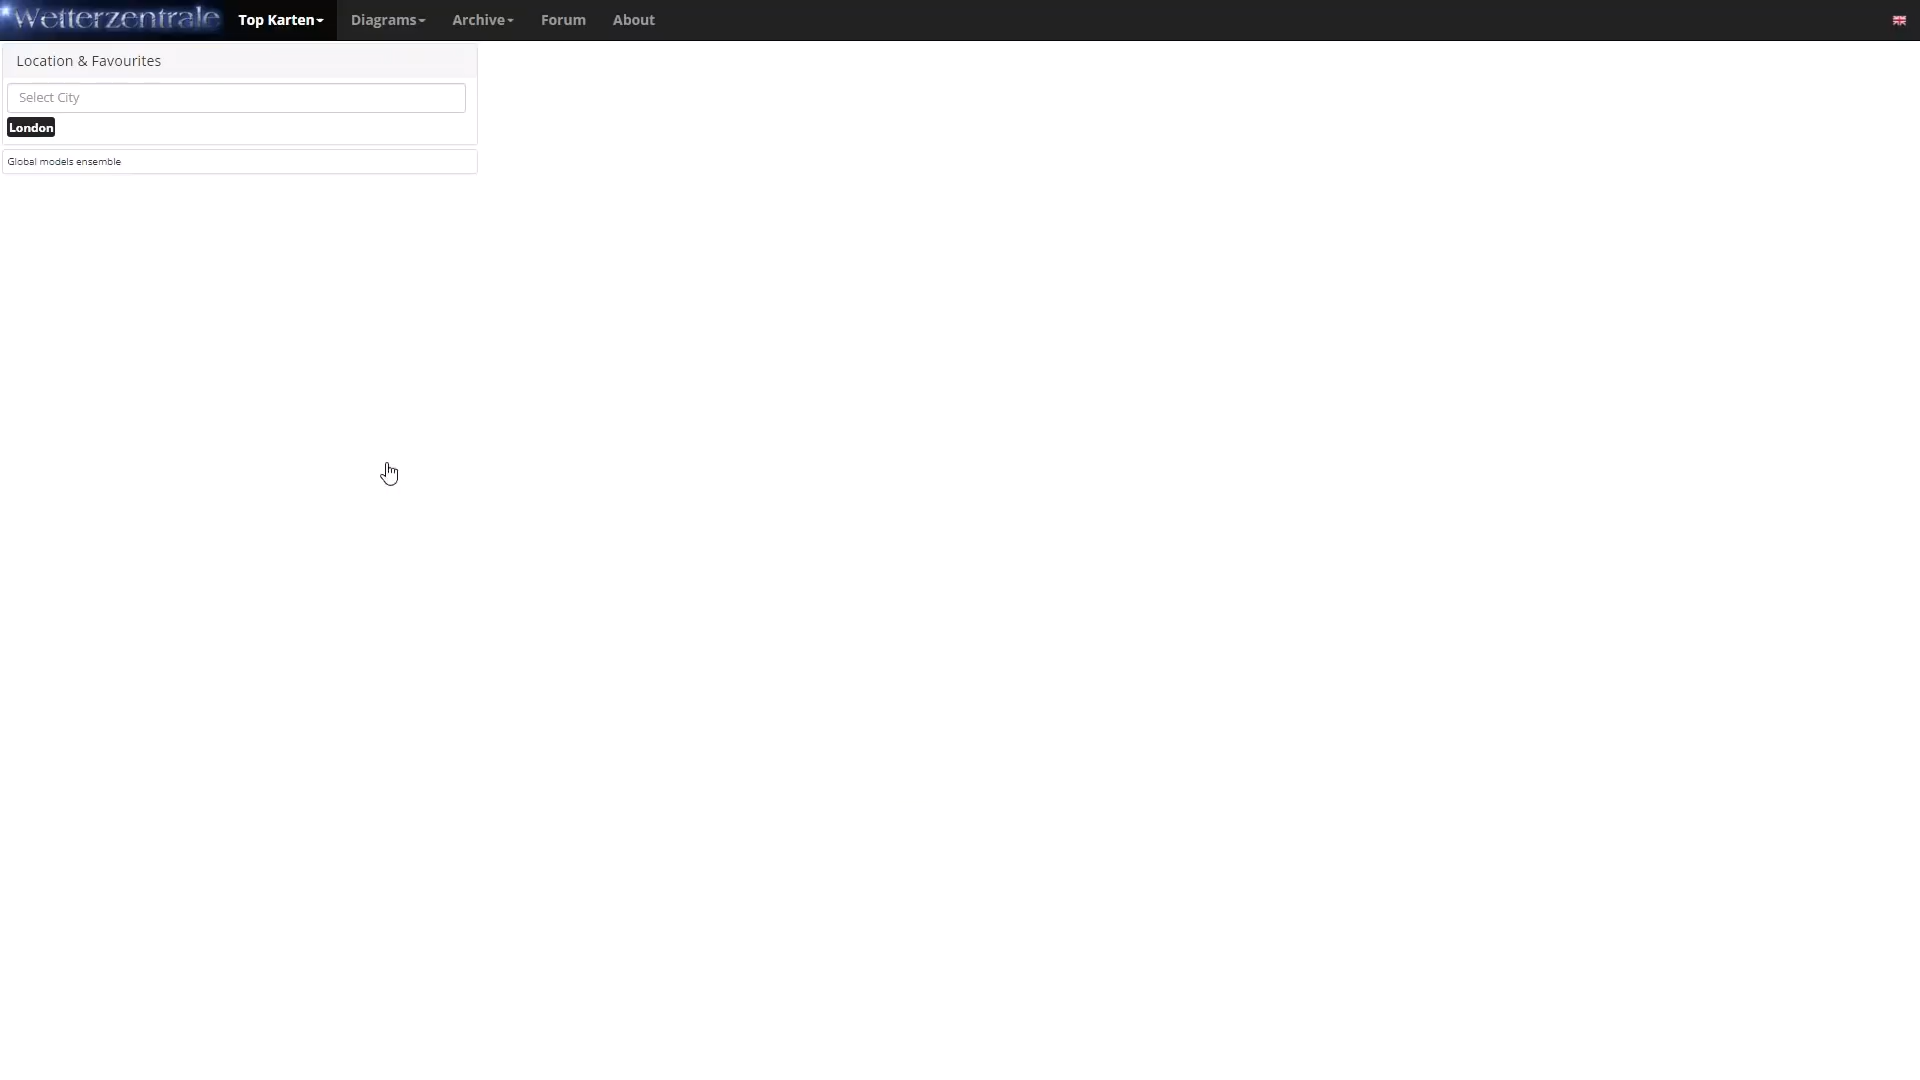 Wetterzentrale Top Karten Diagrams Archive Forum About
Location & Favourites
Select City
London
Global models ensemble